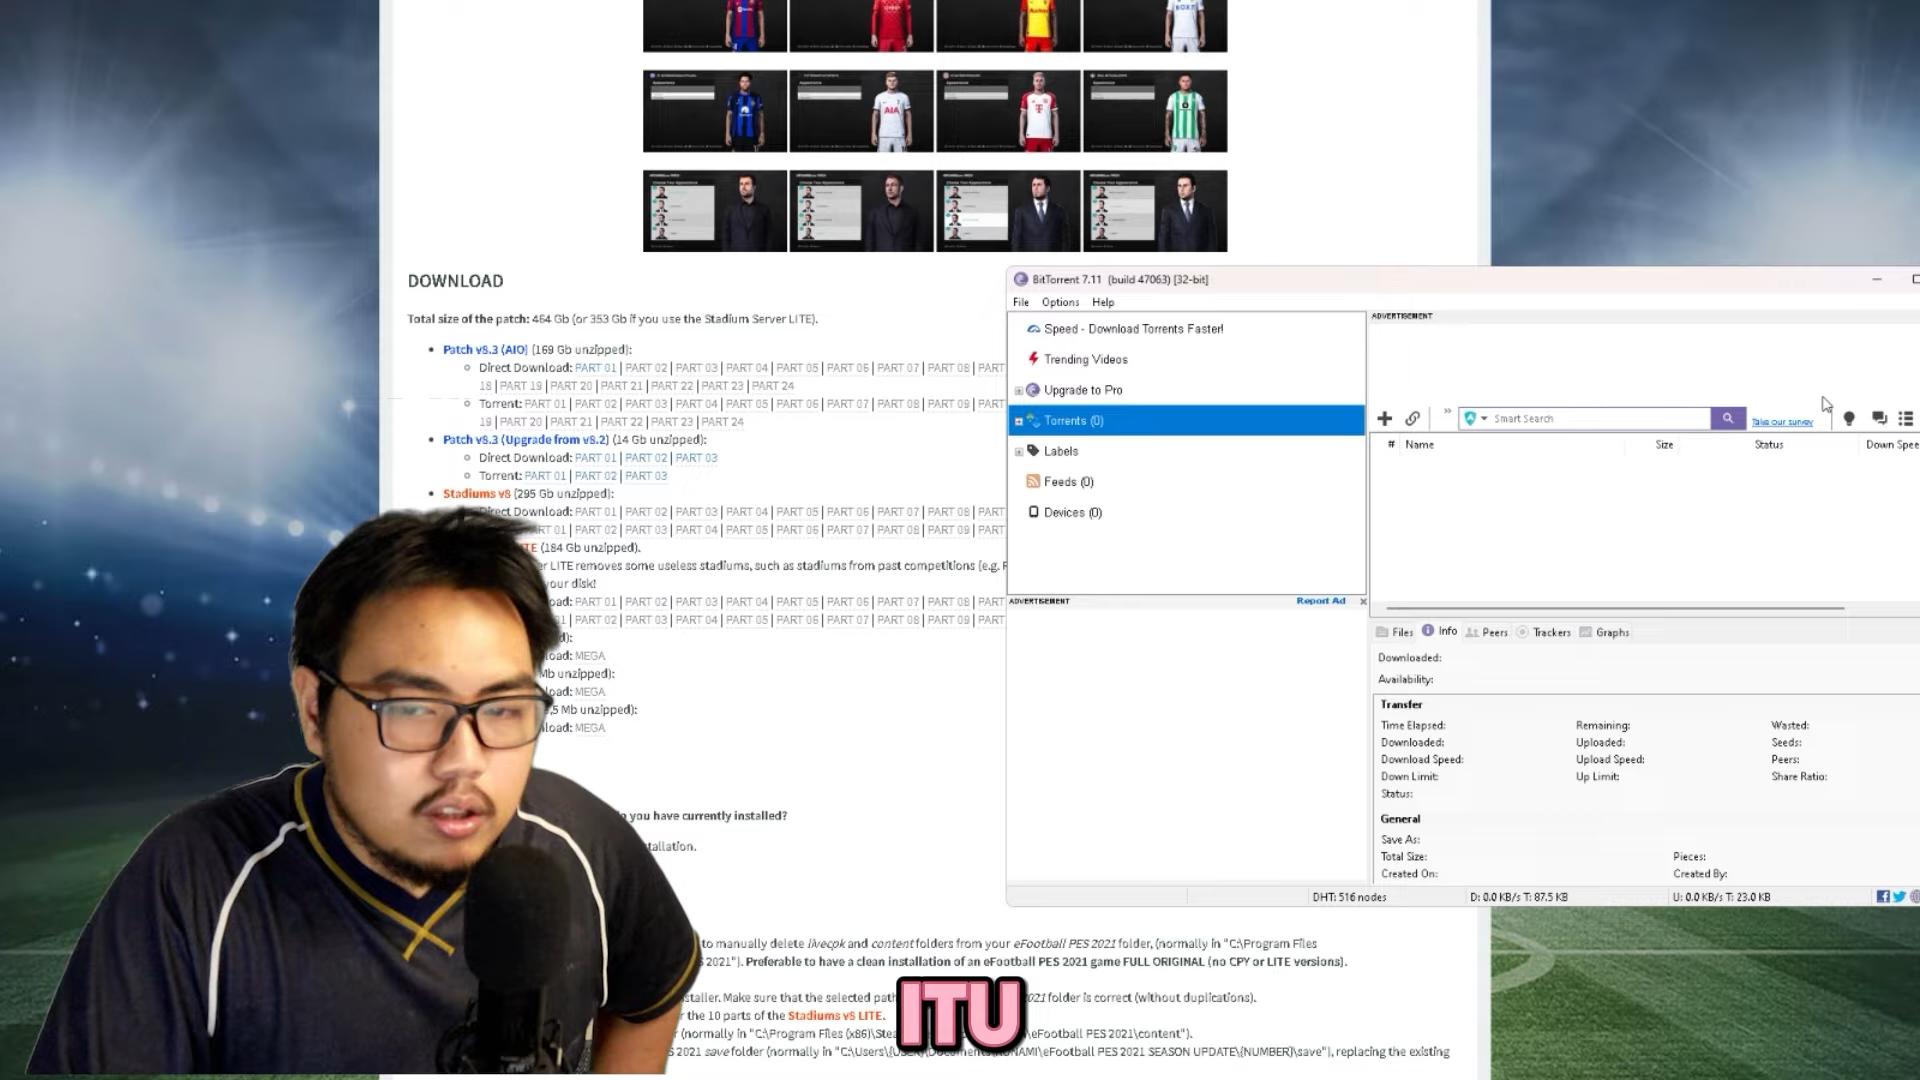 DOWNLOAD
Total size of the patch: 464 Gb (or 353 Gb if you use the Stadium Server LITE).
Patch v8.3 (AIO) (169 Gb unzipped):
Direct Download: PART 01 | PART 02 | PART 03 | PART 04 | PART 05 | PART 06 | PART 07 | PART 08 | PART
18 | PART 19 | PART 20 | PART 21 | PART 22 | PART 23 | PART 24
Torrent: PART 01 | PART 02 | PART 03 | PART 04 | PART 05 | PART 06 | PART 07 | PART 08 | PART 09 | PART
19 | PART 20 | PART 21 | PART 22 | PART 23 | PART 24
Patch v8.3 (Upgrade from v8.2) (14 Gb unzipped):
Direct Download: PART 01 | PART 02 | PART 03
Torrent: PART 01 | PART 02 | PART 03
Stadiums v8 (295 Gb unzipped):
Direct Download: PART 01 | PART 02 | PART 03 | PART 04 | PART 05 | PART 06 | PART 07 | PART 08 | PART
RT 01 | PART 02 | PART 03 | PART 04 | PART 05 | PART 06 | PART 07 | PART 08 | PART 09 | PART
TE (184 Gb unzipped).
er LITE removes some useless stadiums, such as stadiums from past competitions (e.g. F
your disk!
load: PART 01 | PART 02 | PART 03 | PART 04 | PART 05 | PART 06 | PART 07 | PART 08 | PART
01 | PART 02 | PART 03 | PART 04 | PART 05 | PART 06 | PART 07 | PART 08 | PART 09 | PART
d):
load: MEGA
Mb unzipped):
load: MEGA
,5 Mb unzipped):
load: MEGA
you have currently installed?
tallation.
to manually delete livecpk and content folders from your eFootball PES 2021 folder, (normally in "C:\Program Files
S 2021"). Preferable to have a clean installation of an eFootball PES 2021 game FULL ORIGINAL (no CPY or LITE versions).
staller. Make sure that the selected pat 2021 folder is correct (without duplications).
r the 10 parts of the Stadiums v8 LITE.
r (normally in "C:\Program Files (x86)\Stea \eFootball PES 2021\content").
S 2021 save folder (normally in "C:\Users\{USER}\Documents\KONAMI\eFootball PES 2021 SEASON UPDATE\{NUMBER}\save"), replacing the existing
ITU
BitTorrent 7.11 (build 47063) [32-bit]
File Options Help
Speed - Download Torrents Faster!
Trending Videos
Upgrade to Pro
Torrents (0)
Labels
Feeds (0)
Devices (0)
ADVERTISEMENT Report Ad x
ADVERTISEMENT
Smart Search Take our survey
# Name Size Status Down Spee
Files Info Peers Trackers Graphs
Downloaded:
Availability:
Transfer
Time Elapsed: Remaining: Wasted:
Downloaded: Uploaded: Seeds:
Download Speed: Upload Speed: Peers:
Down Limit: Up Limit: Share Ratio:
Status:
General
Save As:
Total Size: Pieces:
Created On: Created By:
DHT: 516 nodes D: 0.0 KB/s T: 87.5 KB U: 0.0 KB/s T: 23.0 KB